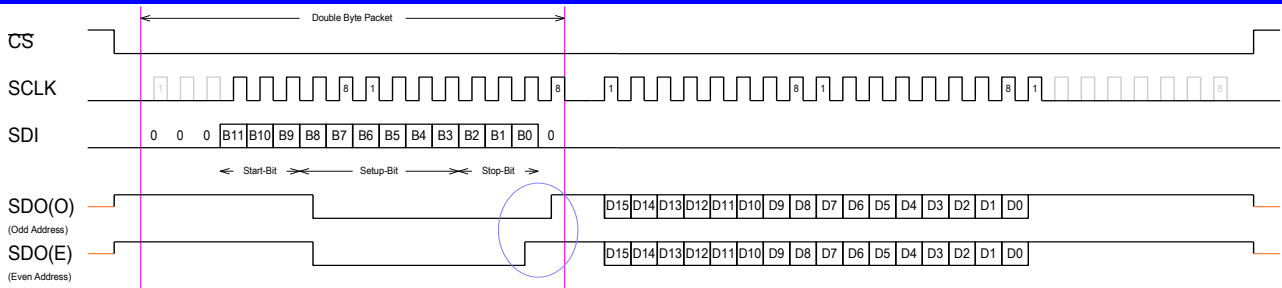 Double Byte Packet
CS
SCLK
1 8 1 8 1 8 1 8 1 8
SDI
0 0 0 B11 B10 B9 B8 B7 B6 B5 B4 B3 B2 B1 B0 0
Start-Bit Setup-Bit Stop-Bit
SDO(O)
D15 D14 D13 D12 D11 D10 D9 D8 D7 D6 D5 D4 D3 D2 D1 D0
(Odd Address)
SDO(E)
D15 D14 D13 D12 D11 D10 D9 D8 D7 D6 D5 D4 D3 D2 D1 D0
(Even Address)